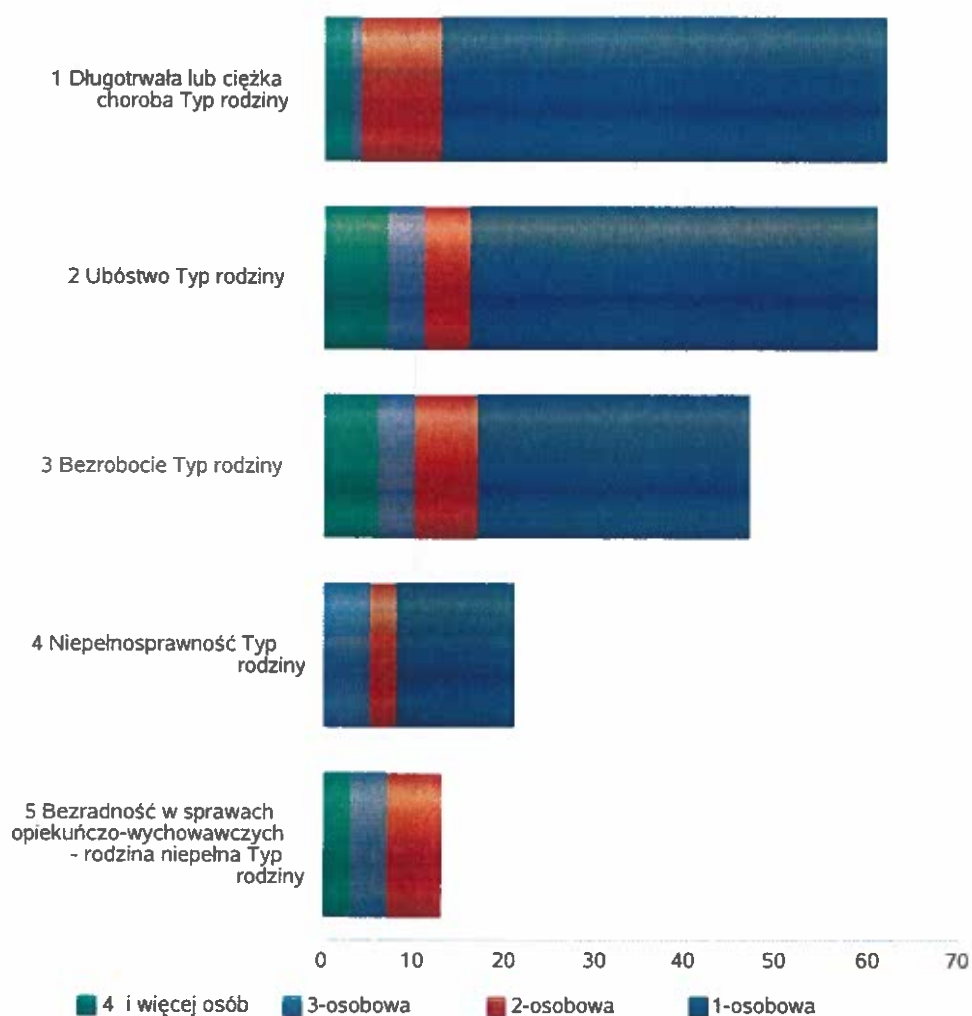 1 Długotrwała lub ciężka
choroba Typ rodziny
2 Ubóstwo Typ rodziny
3 Bezrobocie Typ rodziny
4 Niepełnosprawność Typ
rodziny
5 Bezradność w sprawach
opiekuńczo-wychowawczych
- rodzina niepełna Typ
rodziny
0 10 20 30 40 50 60 70
4 i więcej osób 3-osobowa 2-osobowa 1-osobowa